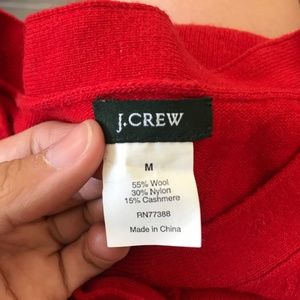 J.CREW
M
55% Wool
30% Nylon
15% Cashmere
RN77388
Made in China